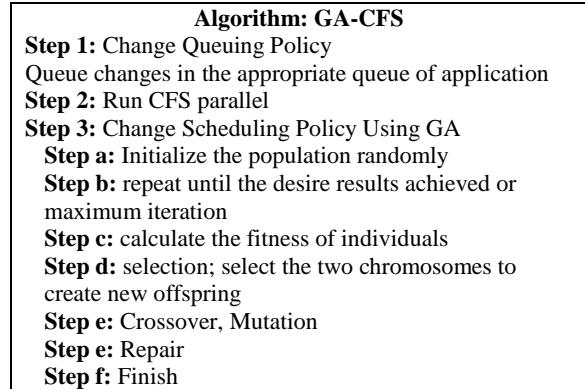 Algorithm: GA-CFS
Step 1: Change Queuing Policy
Queue changes in the appropriate queue of application
Step 2: Run CFS parallel
Step 3: Change Scheduling Policy Using GA
Step a: Initialize the population randomly
Step b: repeat until the desire results achieved or
maximum iteration
Step c: calculate the fitness of individuals
Step d: selection; select the two chromosomes to
create new offspring
Step e: Crossover, Mutation
Step e: Repair
Step f: Finish